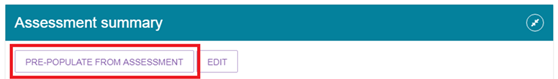 Assessment summary
PRE-POPULATE FROM ASSESSMENT EDIT